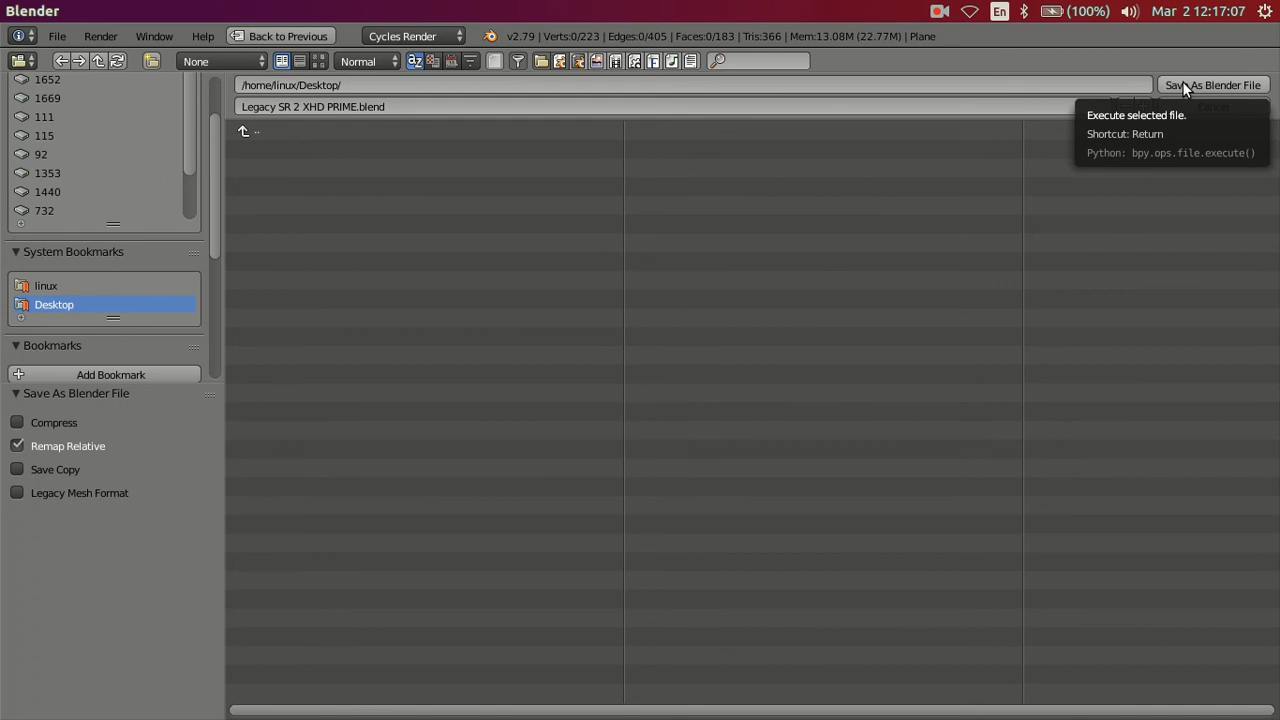 Blender
En
(100%)
Mar 2 12:17:07
File
Render
Window
Help
Back to Previous
Cycles Render
v2.79 | Verts:0/223 | Edges:0/405 | Faces:0/183 | Tris:366 | Mem:13.08M (22.77M) | Plane
None
Normal
/home/linux/Desktop/
Save As Blender File
Legacy SR 2 XHD PRIME.blend
Cancel
Execute selected file.
Shortcut: Return
Python: bpy.ops.file.execute()
..
1652
1669
111
115
92
1353
1440
732
System Bookmarks
linux
Desktop
Bookmarks
Add Bookmark
Save As Blender File
Compress
Remap Relative
Save Copy
Legacy Mesh Format